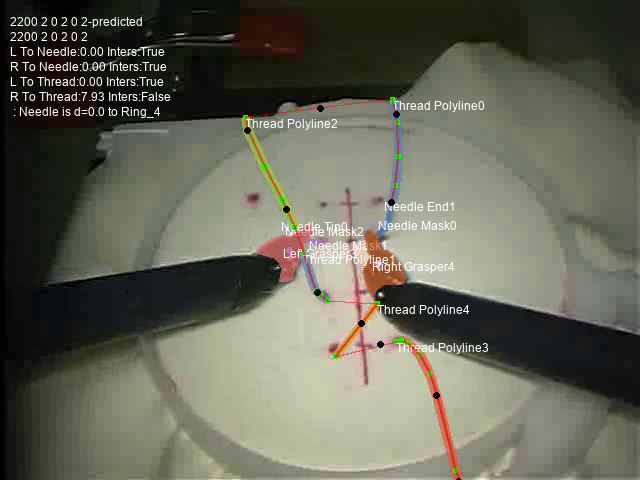 2200 2 0 2 0 2-predicted
2200 2 0 2 0 2
L To Needle:0.00 Inters:True
R To Needle:0.00 Inters:True
L To Thread:0.00 Inters:True
R To Thread:7.93 Inters:False
: Needle is d=0.0 to Ring_4
Thread Polyline0
Thread Polyline2
Needle End1
Needle Tip0
Needle Mask0
Needle Mask2
Needle Mask
Left Grasper
Thread Polyline1
Right Grasper4
Thread Polyline4
Thread Polyline3